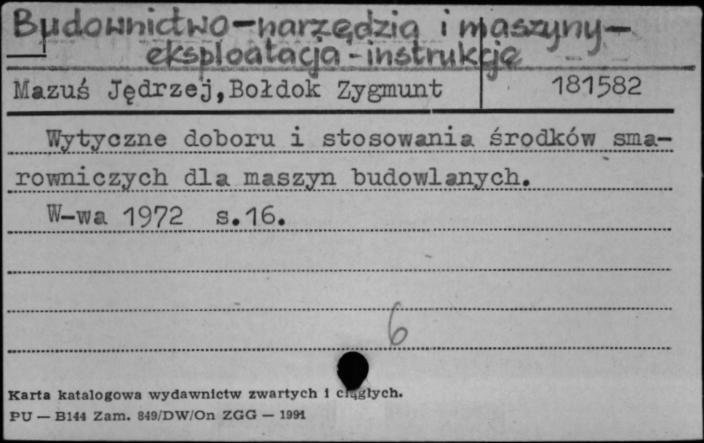 Budownictwo-narzędzia i maszyny-
eksploatacja-instrukcje
Mazuś Jędrzej,Bołdok Zygmunt 181582
Wytyczne doboru i stosowania środków sma-
rowniczych dla maszyn budowlanych.
W-wa 1972 s.16.
6
Karta katalogowa wydawnictw zwartych i ciągłych.
PU — B144 Zam. 849/DW/On ZGG — 1991